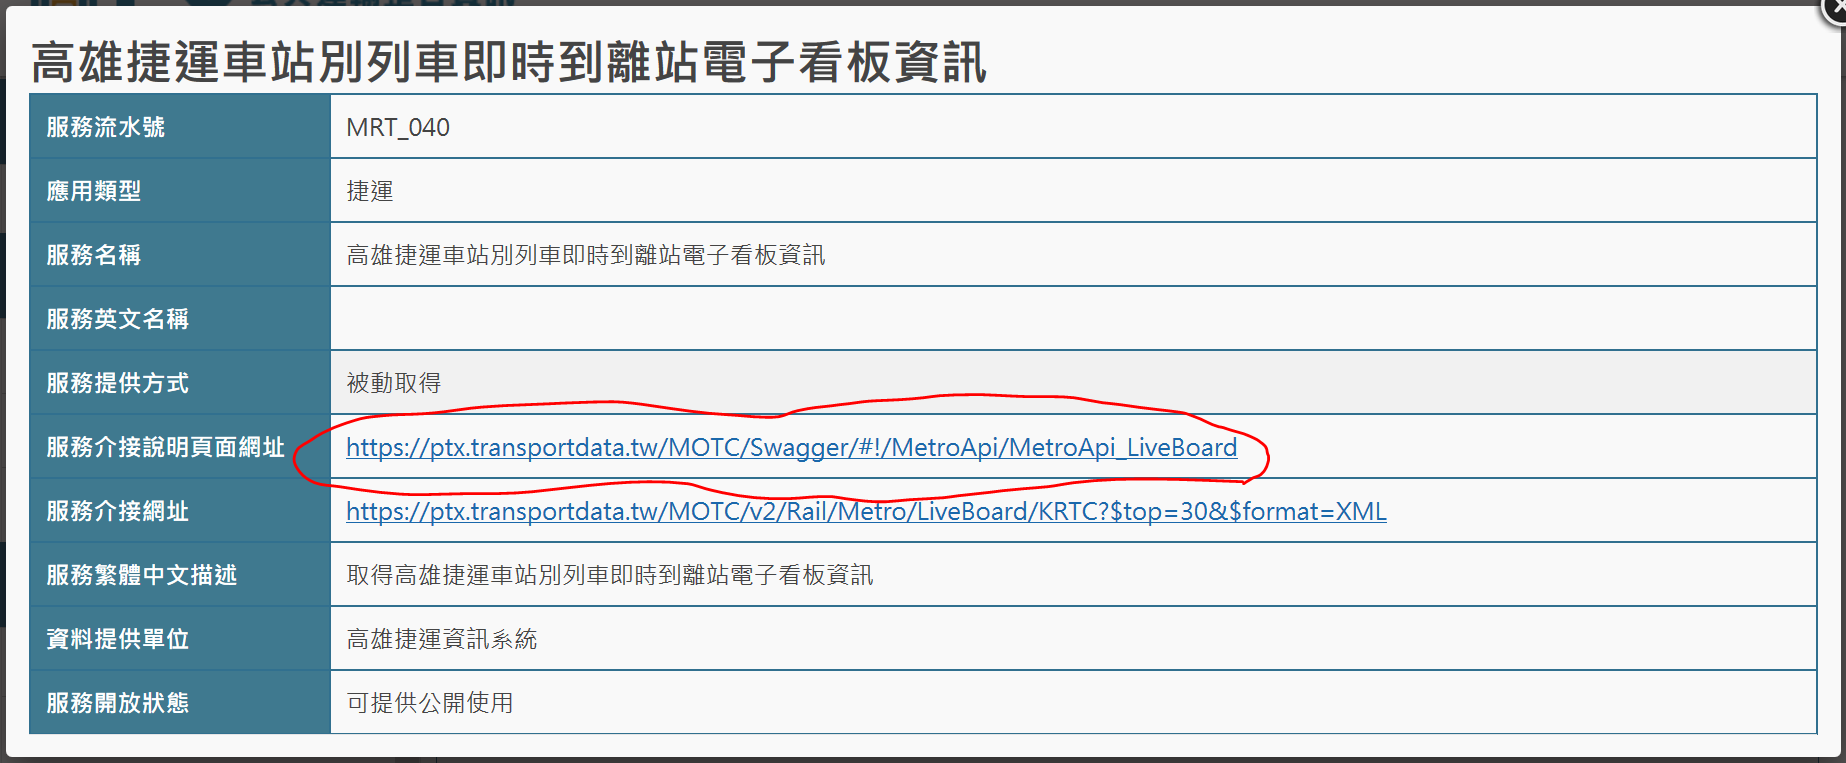 高雄捷運車站別列車即時到離站電子看板資訊
服務流水號 MRT_040
應用類型 捷運
服務名稱 高雄捷運車站別列車即時到離站電子看板資訊
服務英文名稱
服務提供方式 被動取得
服務介接說明頁面網址 https://ptx.transportdata.tw/MOTC/Swagger/#!/MetroApi/MetroApi_LiveBoard
服務介接網址 https://ptx.transportdata.tw/MOTC/v2/Rail/Metro/LiveBoard/KRTC?$top=30&$format=XML
服務繁體中文描述 取得高雄捷運車站別列車即時到離站電子看板資訊
資料提供單位 高雄捷運資訊系統
服務開放狀態 可提供公開使用